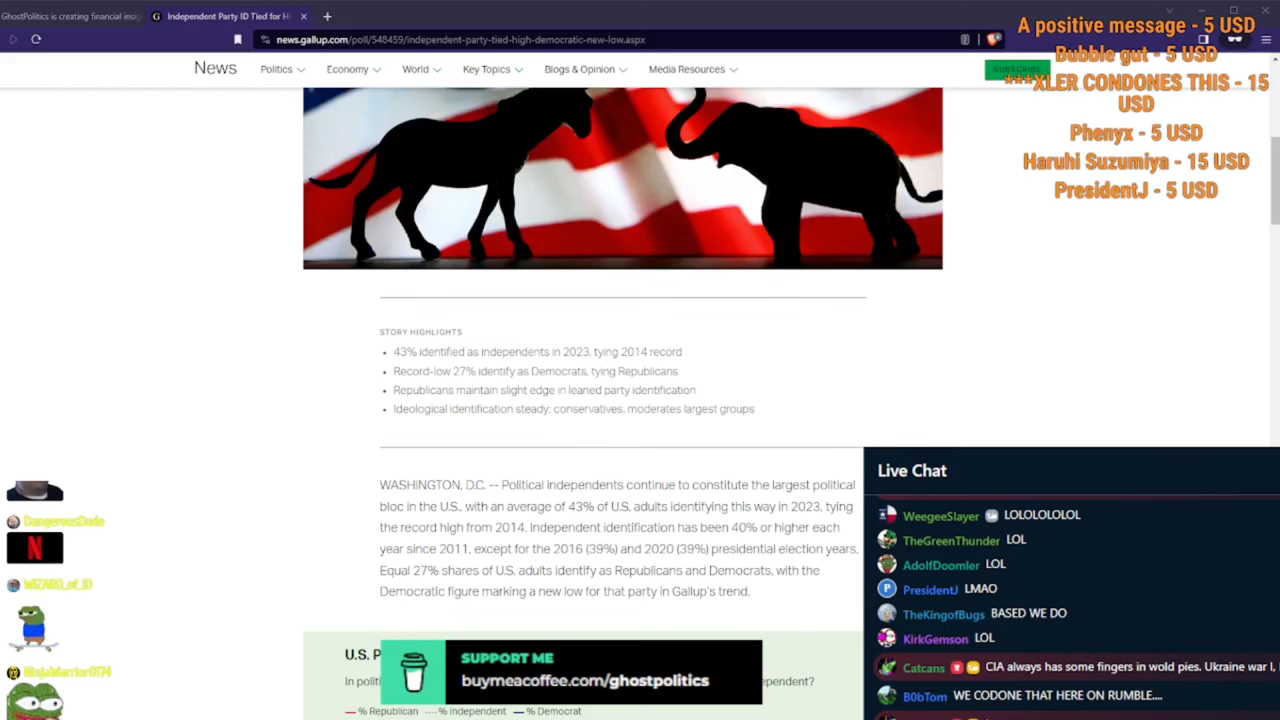 GhostPolitics is creating financial insig
Independent Party ID Tied for Hi
news.gallup.com/poll/548459/independent-party-tied-high-democratic-new-low.aspx
News
Politics
Economy
World
Key Topics
Blogs & Opinion
Media Resources
SUBSCRIBE
A positive message - 5 USD
Bubble gut - 5 USD
***XLER CONDONES THIS - 15
USD
Phenyx - 5 USD
Haruhi Suzumiya - 15 USD
PresidentJ - 5 USD
STORY HIGHLIGHTS
• 43% identified as independents in 2023, tying 2014 record
• Record-low 27% identify as Democrats, tying Republicans
• Republicans maintain slight edge in leaned party identification
• Ideological identification steady; conservatives, moderates largest groups
WASHINGTON, D.C. -- Political independents continue to constitute the largest political
bloc in the U.S., with an average of 43% of U.S. adults identifying this way in 2023, tying
the record high from 2014. Independent identification has been 40% or higher each
year since 2011, except for the 2016 (39%) and 2020 (39%) presidential election years.
Equal 27% shares of U.S. adults identify as Republicans and Democrats, with the
Democratic figure marking a new low for that party in Gallup's trend.
U.S. P
In polit
ependent?
% Republican
% Independent
% Democrat
SUPPORT ME
buymeacoffee.com/ghostpolitics
DangerousDude
N
WIZARD_of_ID
NinjaWarrior0174
Live Chat
WeegeeSlayer LOLOLOLOLOL
TheGreenThunder LOL
AdolfDoomler LOL
P PresidentJ LMAO
TheKingofBugs BASED WE DO
KirkGemson LOL
Catcans CIA always has some fingers in wold pies. Ukraine war I,
B0bTom WE CODONE THAT HERE ON RUMBLE....